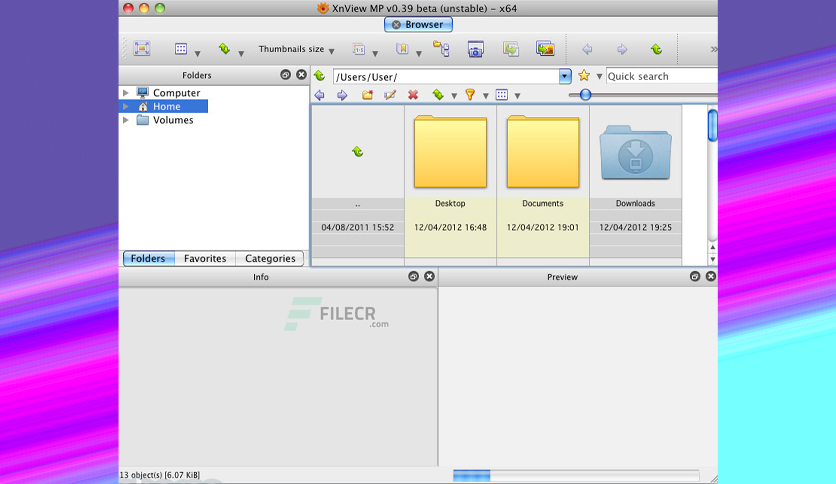 XnView MP v0.39 beta (unstable) – x64
Browser
Thumbnails size
Folders
/Users/User/
Quick search
Computer
Home
Volumes
..
Desktop
Documents
Downloads
04/08/2011 15:52
12/04/2012 16:48
12/04/2012 19:01
12/04/2012 19:25
Folders
Favorites
Categories
Info
Preview
FILECR
.com
13 object(s) [6.07 KiB]